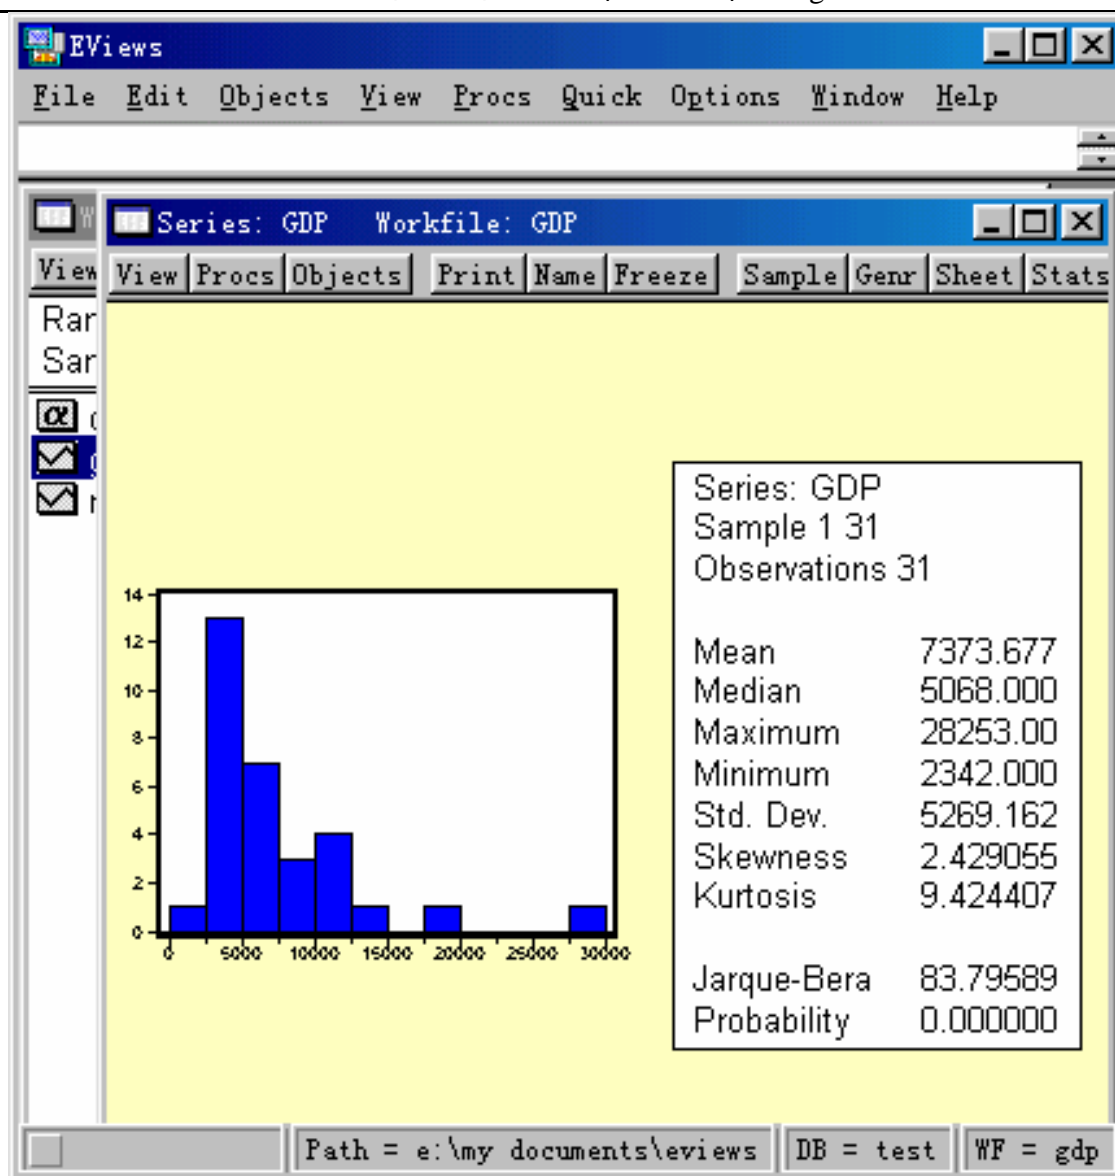 EViews
File Edit Objects View Procs Quick Options Window Help
Series: GDP Workfile: GDP
View
View Procs Objects Print Name Freeze Sample Genr Sheet Stats
Series: GDP
Sample 1 31
Observations 31
Mean 7373.677
Median 5068.000
Maximum 28253.00
Minimum 2342.000
Std. Dev. 5269.162
Skewness 2.429055
Kurtosis 9.424407
Jarque-Bera 83.79589
Probability 0.000000
14
12
10
8
6
4
2
0
0 5000 10000 15000 20000 25000 30000
Path = e:\my documents\eviews DB = test WF = gdp